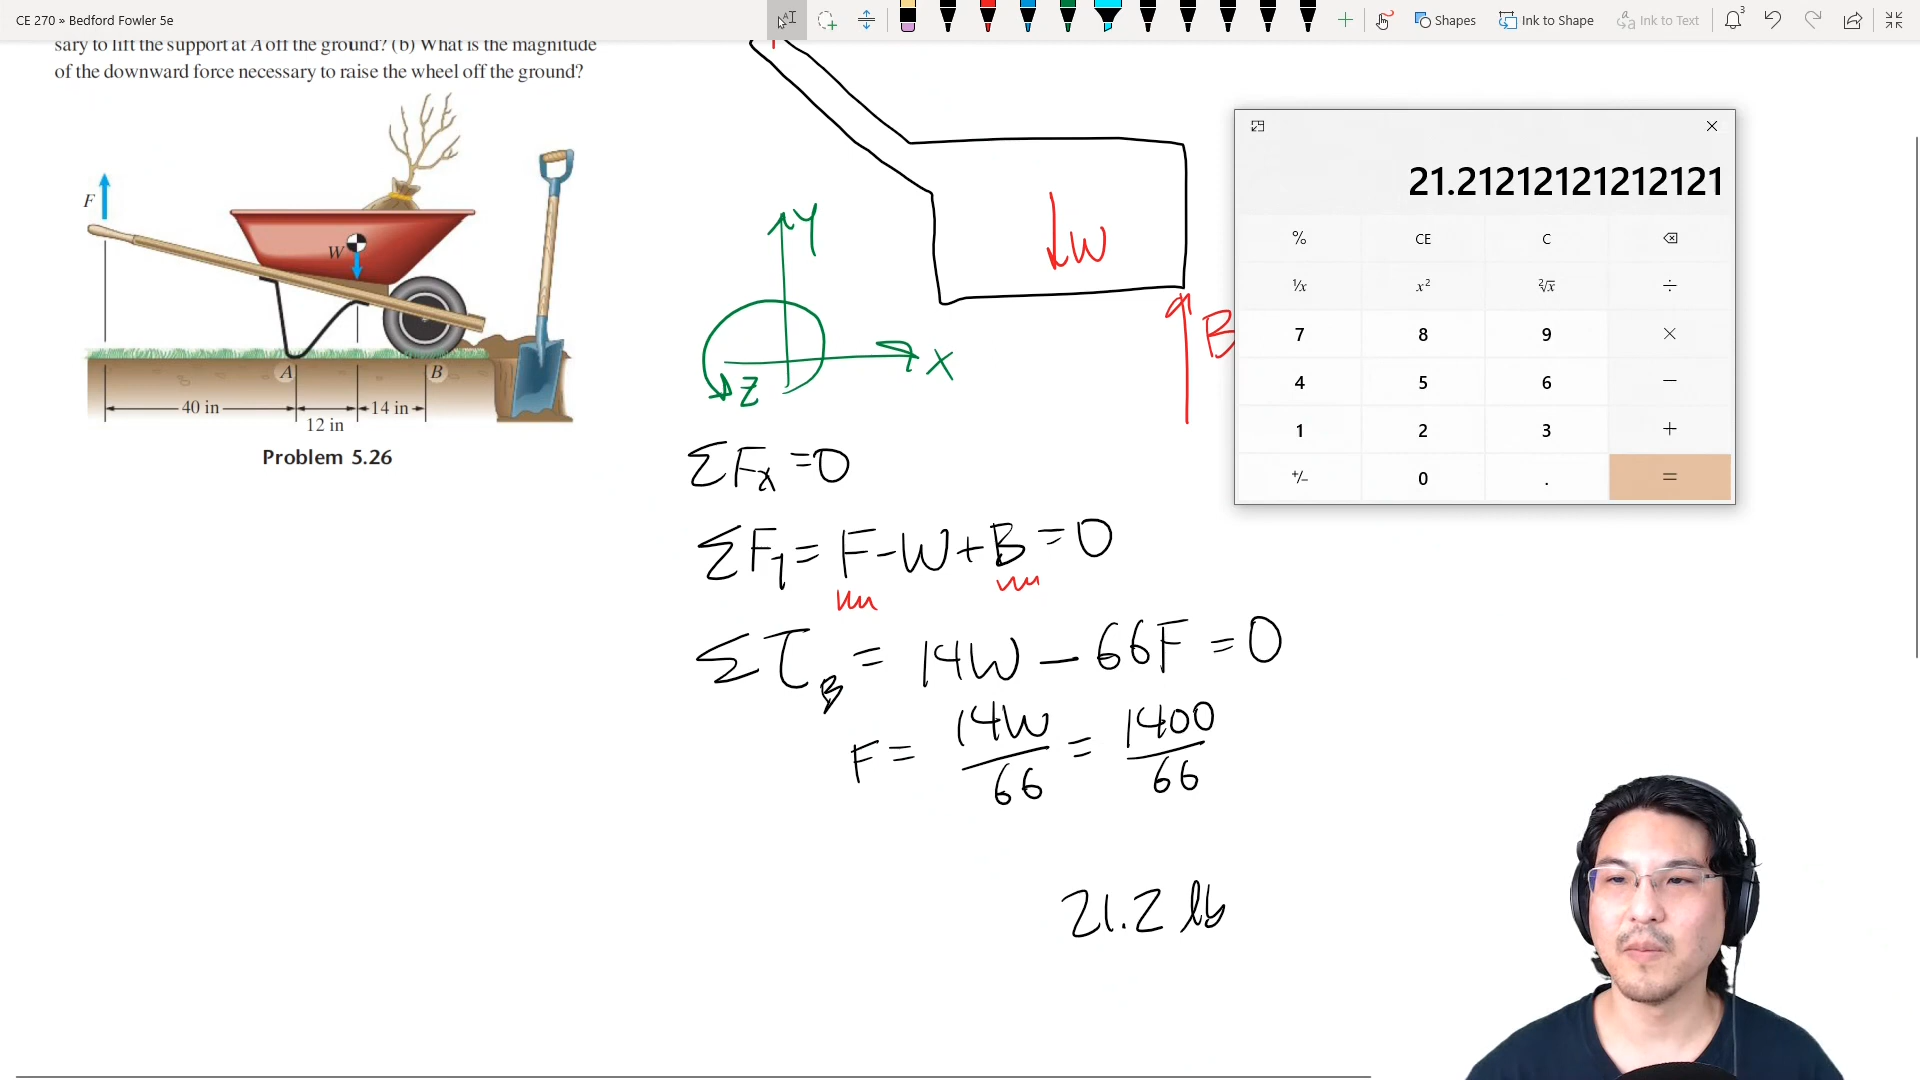 CE 270 » Bedford Fowler 5e
Shapes
Ink to Shape
Ink to Text
3
sary to lift the support at A off the ground? (b) What is the magnitude
of the downward force necessary to raise the wheel off the ground?
F
W
A
B
40 in
14 in
12 in
Problem 5.26
Y
X
Z
W
B
21.21212121212121
% CE C
¹/x x² ²√x ÷
7 8 9 ×
4 5 6 −
1 2 3 +
+/− 0 . =
ΣFx =0
ΣFy = F-W+B=0
ΣτB = 14W - 66F = 0
F = 14W/66 = 1400/66
21.2 lb